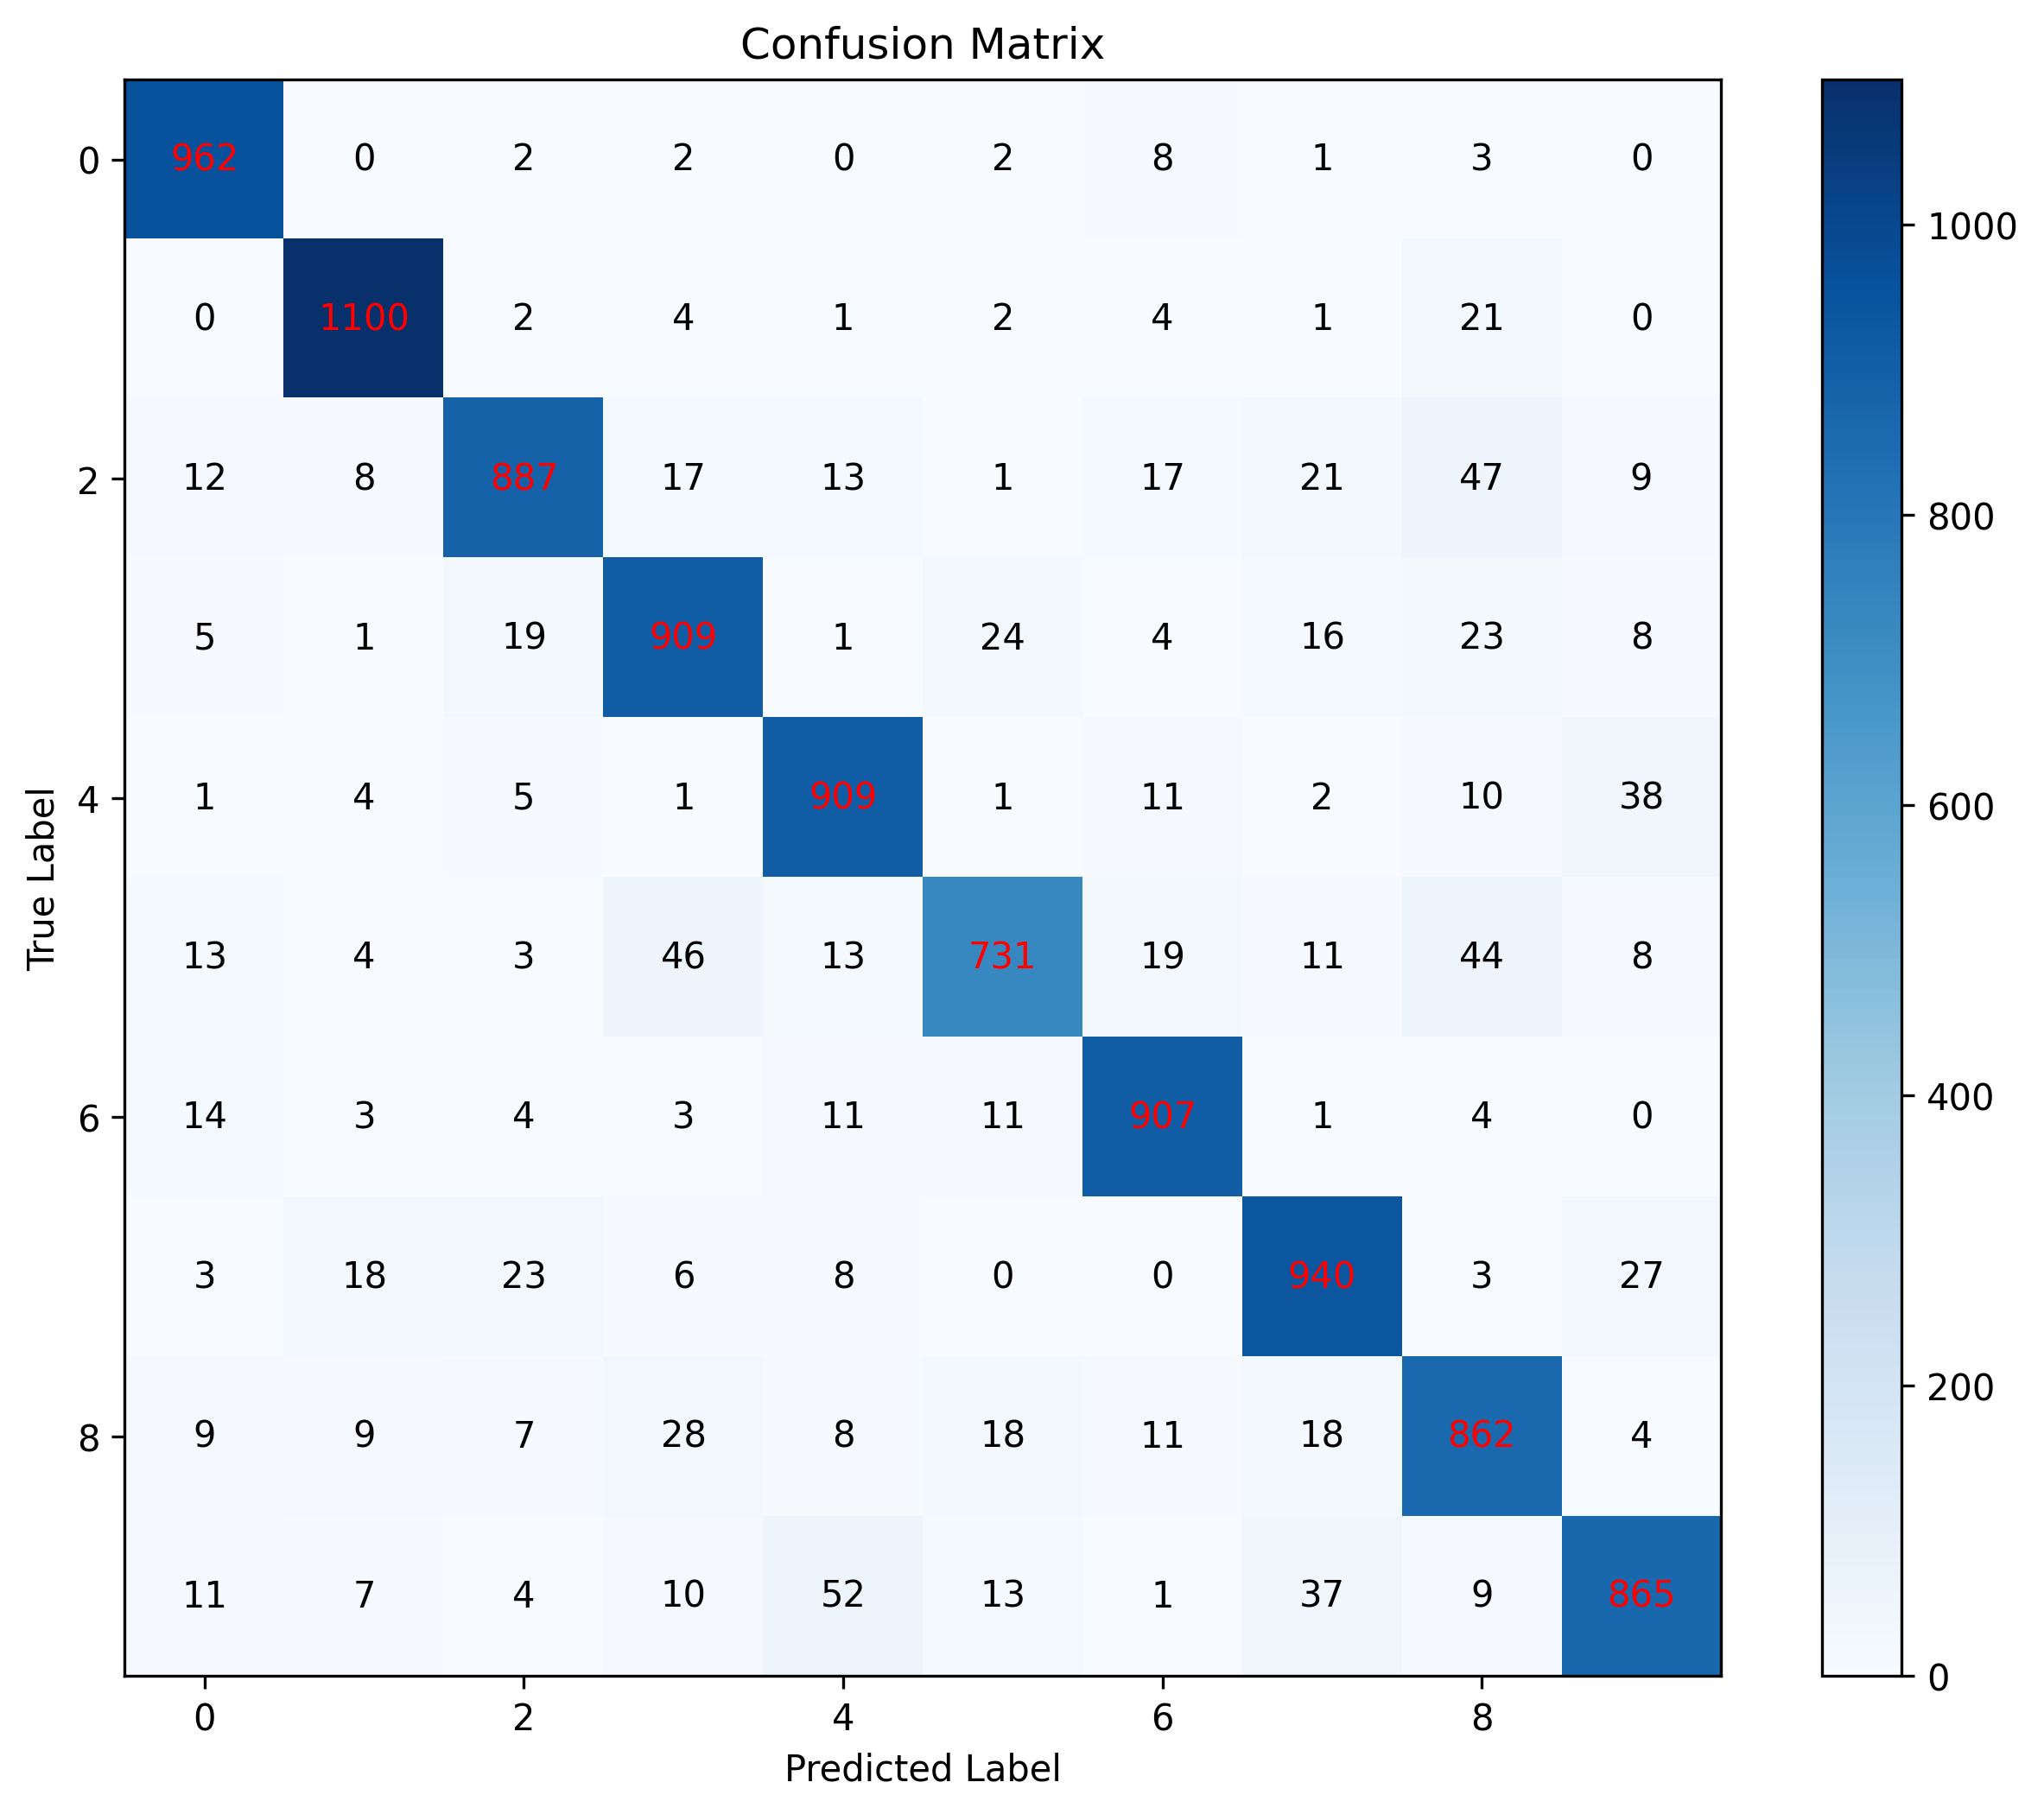 Confusion Matrix
0 962 0 2 2 0 2 8 1 3 0
0 1100 2 4 1 2 4 1 21 0
2 12 8 887 17 13 1 17 21 47 9
5 1 19 909 1 24 4 16 23 8
4 1 4 5 1 909 1 11 2 10 38
13 4 3 46 13 731 19 11 44 8
6 14 3 4 3 11 11 907 1 4 0
3 18 23 6 8 0 0 940 3 27
8 9 9 7 28 8 18 11 18 862 4
11 7 4 10 52 13 1 37 9 865
0 2 4 6 8
Predicted Label
True Label
1000
800
600
400
200
0